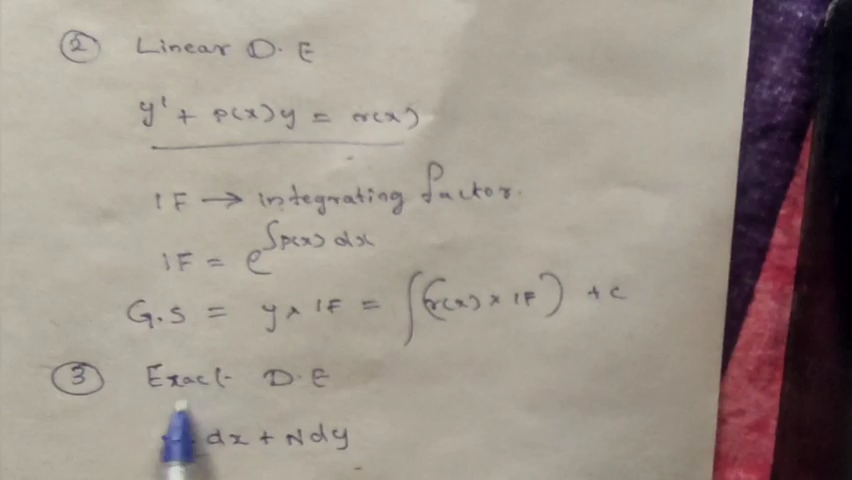 ② Linear D.E
y' + p(x)y = r(x)
IF → integrating factor.
IF = e^∫p(x) dx
G.S = y x IF = ∫(r(x) x IF) + c
③ Exact D.E
dx + Ndy